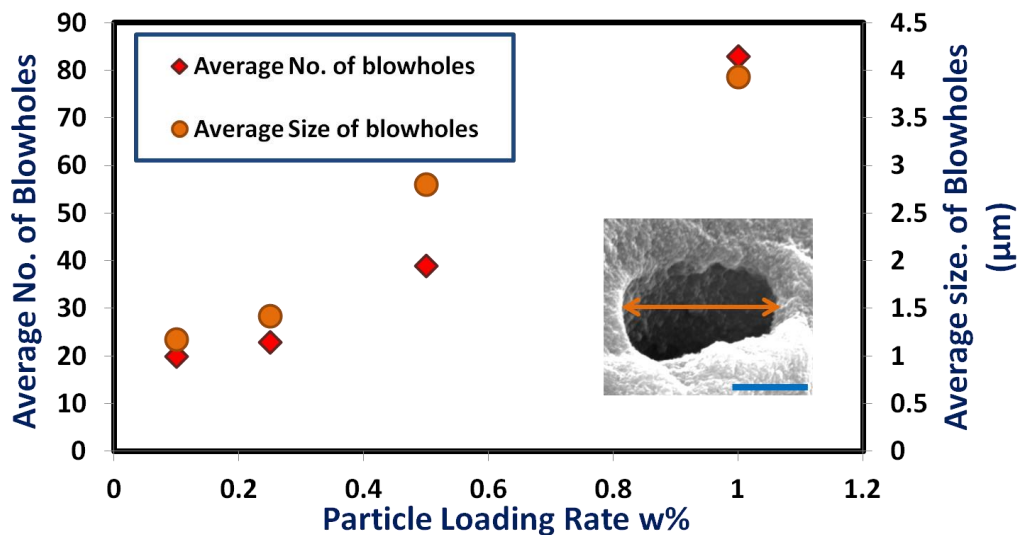 Average No. of Blowholes
90
80
70
60
50
40
30
20
10
0
Average No. of blowholes
Average Size of blowholes
4.5
4
3.5
3
2.5
2
1.5
1
0.5
0
Average size. of Blowholes
(µm)
0 0.2 0.4 0.6 0.8 1 1.2
Particle Loading Rate w%